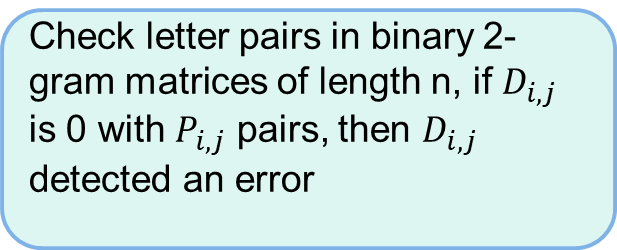 Check letter pairs in binary 2-
gram matrices of length n, if $D_{i,j}$
is 0 with $P_{i,j}$ pairs, then $D_{i,j}$
detected an error